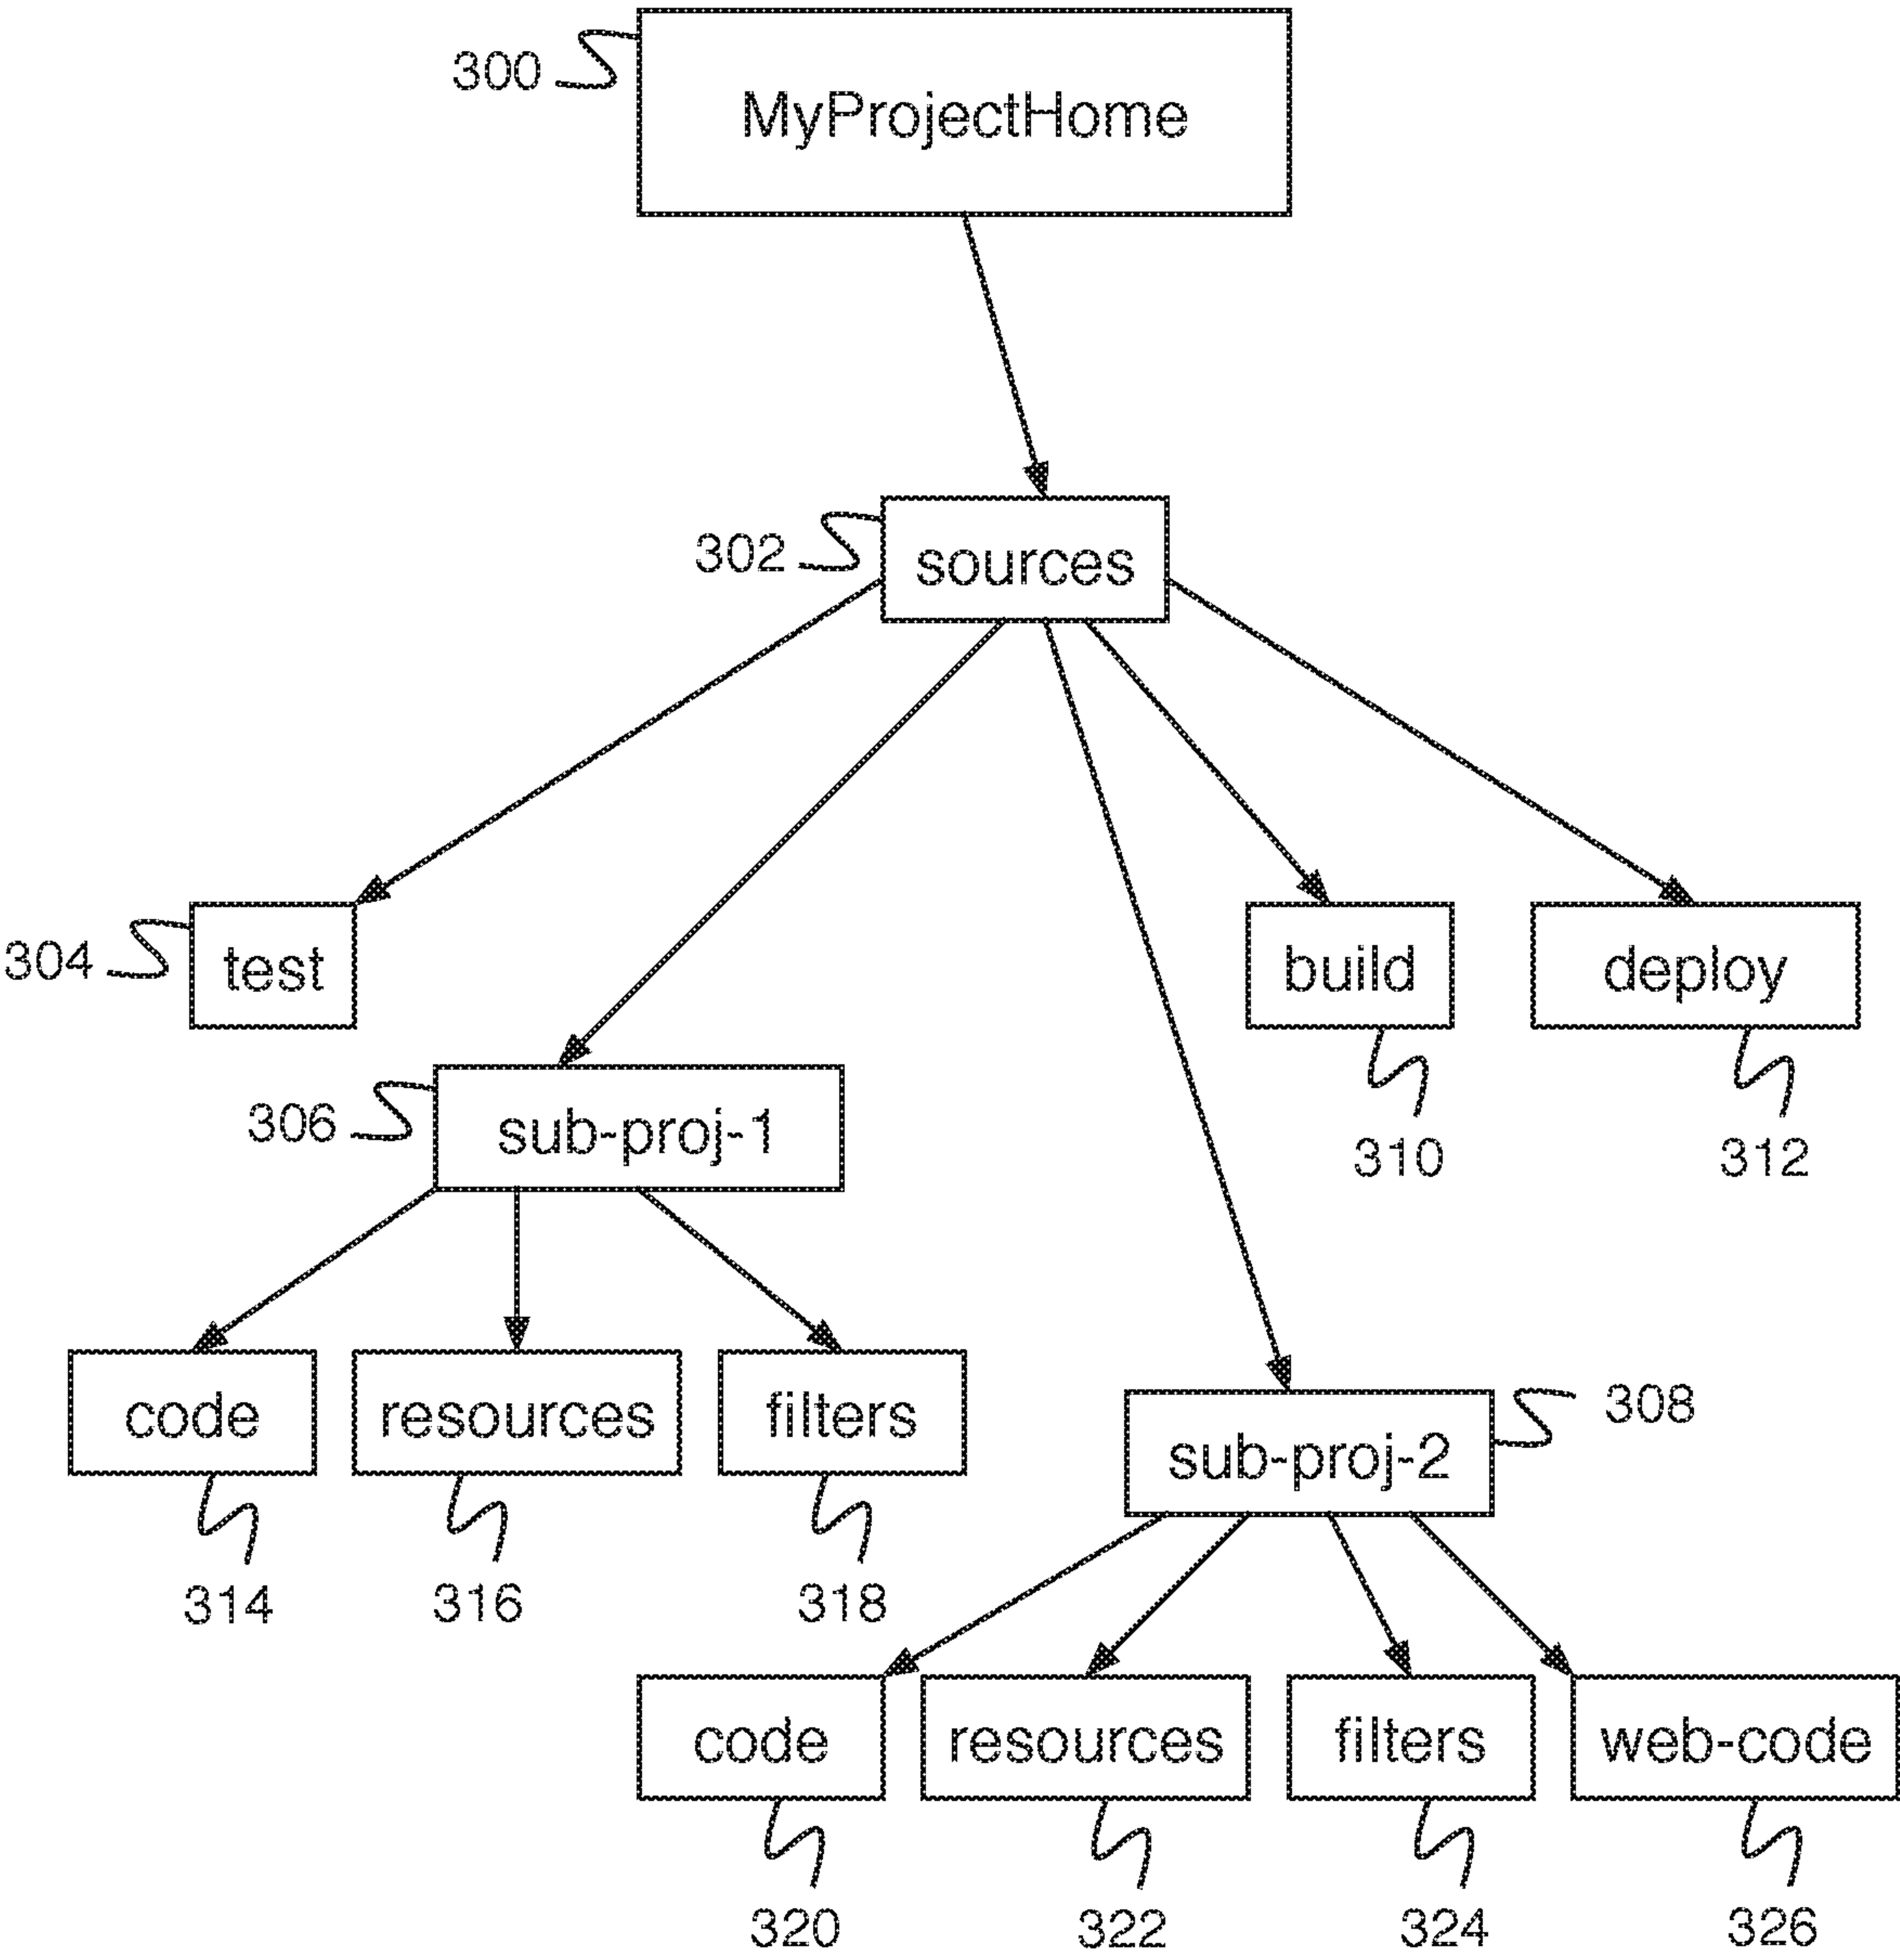 300
MyProjectHome
302
sources
304
test
build
deploy
306
sub-proj-1
310
312
code
resources
filters
308
sub-proj-2
314
316
318
code
resources
filters
web-code
320
322
324
326